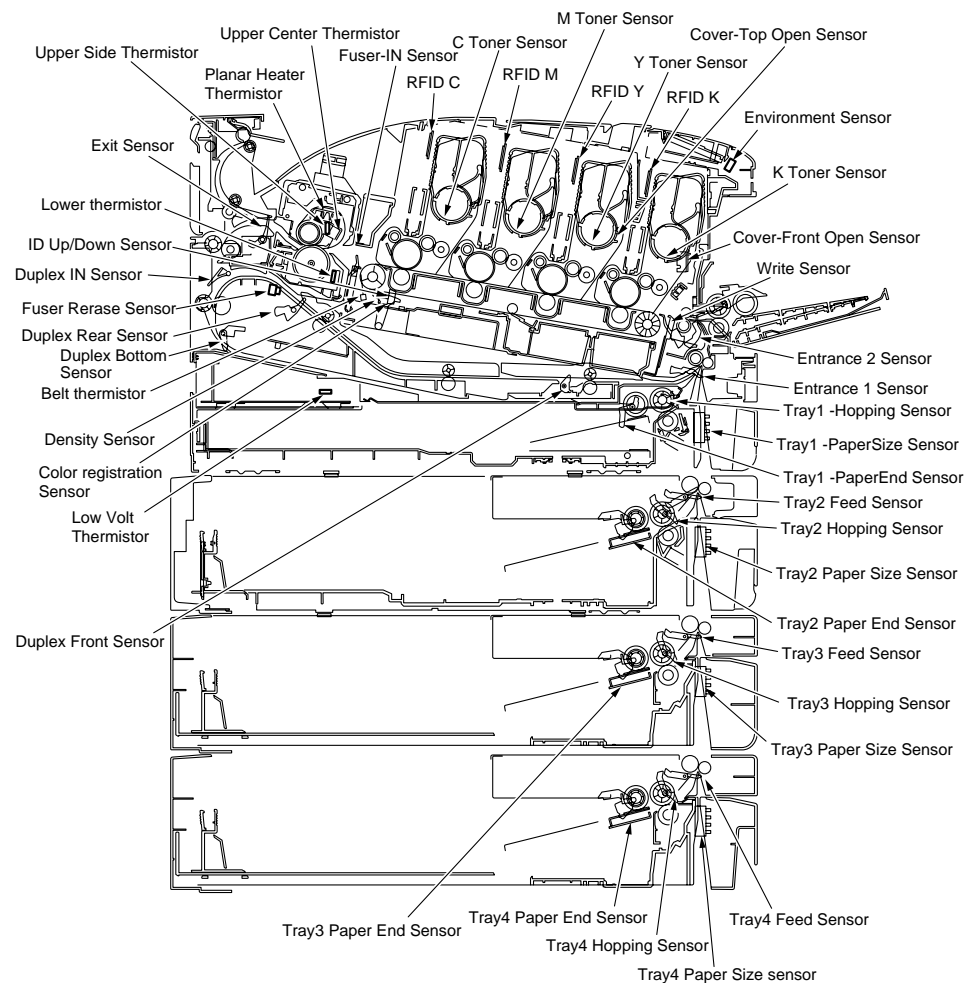 M Toner Sensor
Upper Center Thermistor
C Toner Sensor
Cover-Top Open Sensor
Upper Side Thermistor
Fuser-IN Sensor
Y Toner Sensor
Planar Heater
Thermistor
RFID C
RFID M
RFID Y
RFID K
Environment Sensor
Exit Sensor
K Toner Sensor
Lower thermistor
Cover-Front Open Sensor
ID Up/Down Sensor
Write Sensor
Duplex IN Sensor
Fuser Rerase Sensor
Duplex Rear Sensor
Duplex Bottom
Sensor
Entrance 2 Sensor
Belt thermistor
Entrance 1 Sensor
Tray1 -Hopping Sensor
Density Sensor
Tray1 -PaperSize Sensor
Color registration
Sensor
Tray1 -PaperEnd Sensor
Low Volt
Thermistor
Tray2 Feed Sensor
Tray2 Hopping Sensor
Tray2 Paper Size Sensor
Tray2 Paper End Sensor
Duplex Front Sensor
Tray3 Feed Sensor
Tray3 Hopping Sensor
Tray3 Paper Size Sensor
Tray3 Paper End Sensor
Tray4 Paper End Sensor
Tray4 Feed Sensor
Tray4 Hopping Sensor
Tray4 Paper Size sensor